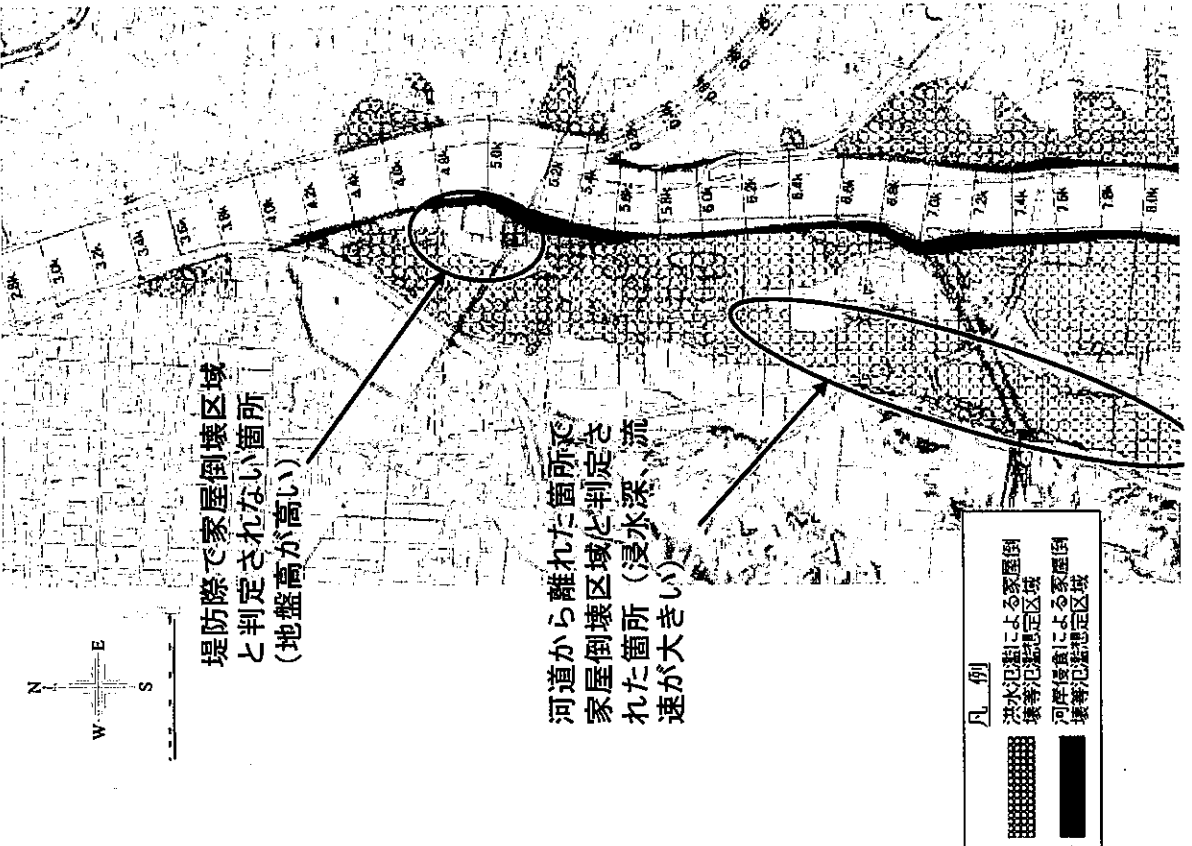 N
W
E
S
堤防際で家屋倒壊区域
と判定されない箇所
(地盤高が高い)
河道から離れた箇所で
家屋倒壊区域と判定さ
れた箇所（浸水深、流
速が大きい）
凡 例
洪水氾濫による家屋倒
壊等氾濫想定区域
河岸侵食による家屋倒
壊等氾濫想定区域
2.8k
3.0k
3.2k
3.4k
3.6k
3.8k
4.0k
4.2k
4.4k
4.6k
4.8k
5.0k
5.2k
5.4k
5.6k
5.8k
6.0k
6.2k
6.4k
6.6k
6.8k
7.0k
7.2k
7.4k
7.6k
7.8k
8.0k